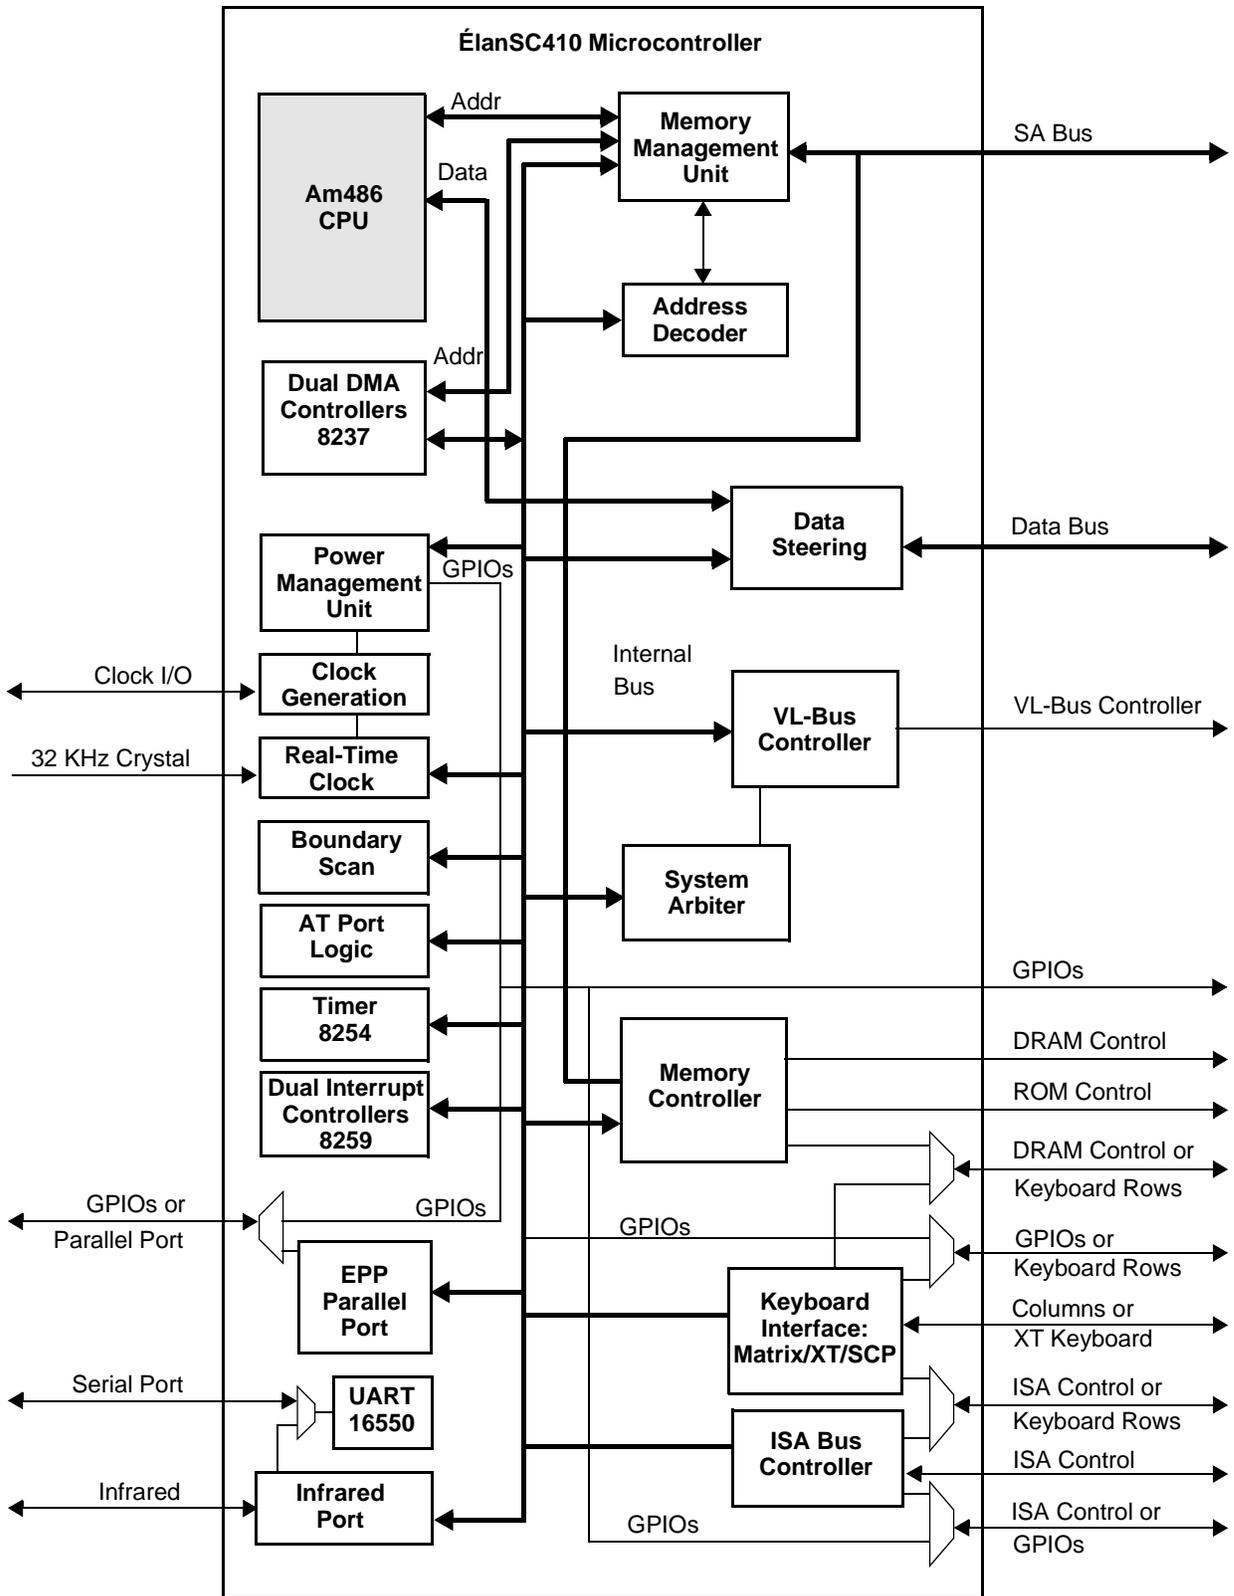 ÉlanSC410 Microcontroller
Addr
Memory
Management
Unit
SA Bus
Data
Am486
CPU
Address
Decoder
Addr
Dual DMA
Controllers
8237
Data
Steering
Data Bus
Power
Management
Unit
GPIOs
Internal
Bus
Clock I/O
Clock
Generation
VL-Bus
Controller
VL-Bus Controller
32 KHz Crystal
Real-Time
Clock
Boundary
Scan
System
Arbiter
AT Port
Logic
GPIOs
Timer
8254
Memory
Controller
DRAM Control
ROM Control
Dual Interrupt
Controllers
8259
DRAM Control or
Keyboard Rows
GPIOs or
Parallel Port
GPIOs
GPIOs
GPIOs or
Keyboard Rows
EPP
Parallel
Port
Keyboard
Interface:
Matrix/XT/SCP
Columns or
XT Keyboard
Serial Port
UART
16550
ISA Control or
Keyboard Rows
ISA Bus
Controller
ISA Control
Infrared
Infrared
Port
GPIOs
ISA Control or
GPIOs